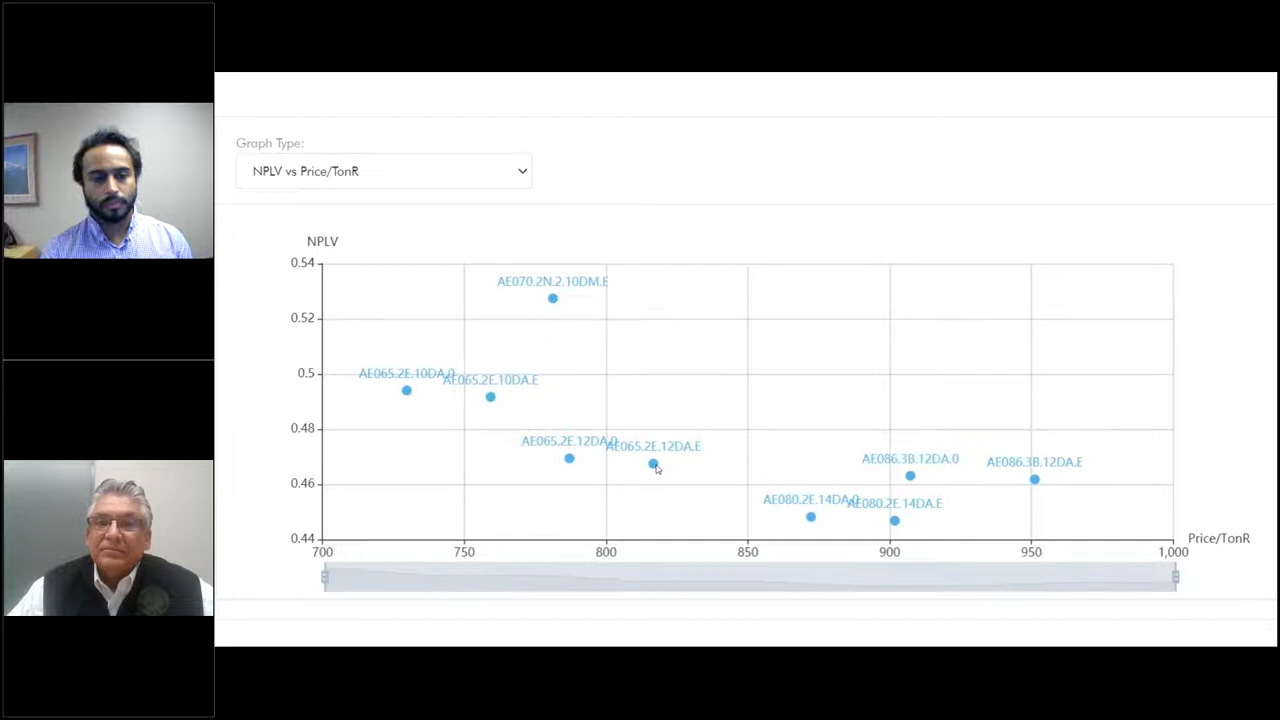 Graph Type:
NPLV vs Price/TonR
NPLV
0.54
AE070.2N.2.10DM.E
0.52
AE065.2E.10DA.0
AE065.2E.10DA.E
0.5
AE065.2E.12DA.0
AE065.2E.12DA.E
0.48
AE086.3B.12DA.0
AE086.3B.12DA.E
0.46
AE080.2E.14DA.0
AE080.2E.14DA.E
0.44
Price/TonR
700 750 800 850 900 950 1,000